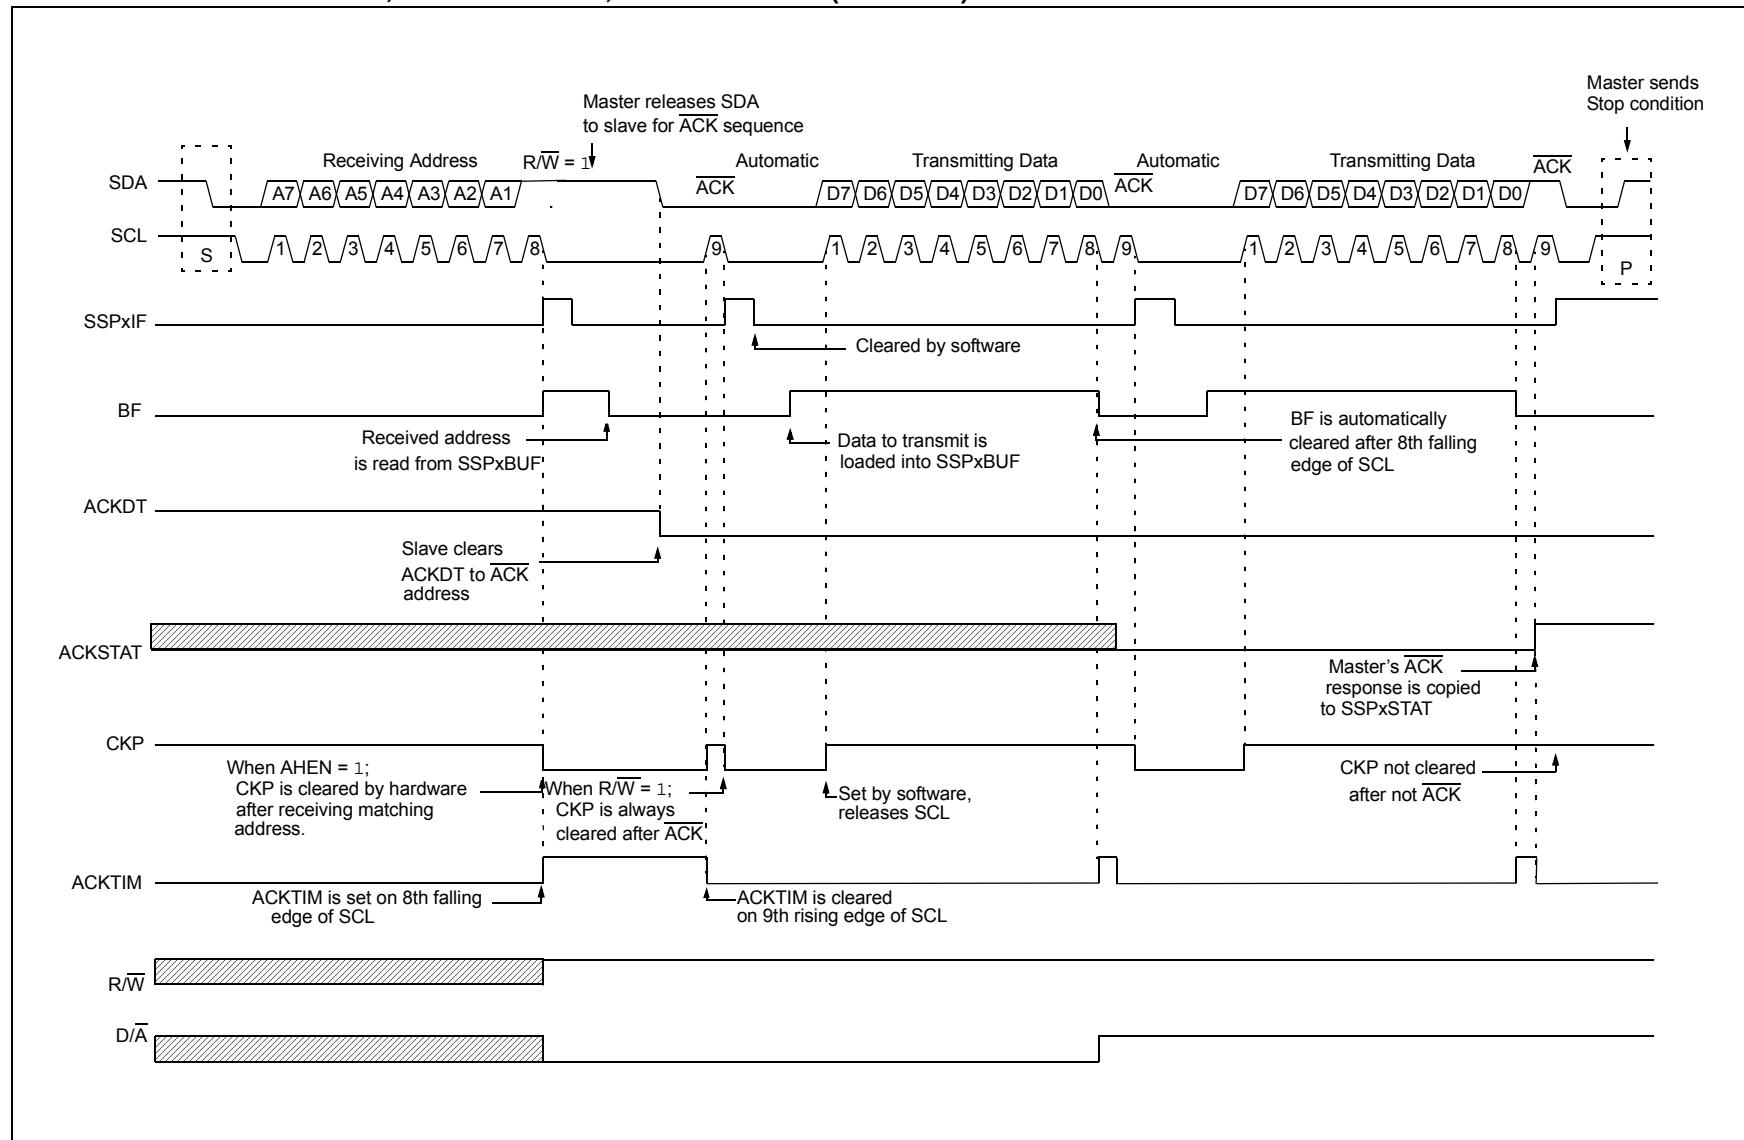 Master sends
Stop condition
Master releases SDA
to slave for A̅C̅K̅ sequence
Receiving Address
R/W̅ = 1
Automatic
Transmitting Data
Automatic
Transmitting Data
A̅C̅K̅
SDA
A7 A6 A5 A4 A3 A2 A1
A̅C̅K̅
D7 D6 D5 D4 D3 D2 D1 D0
A̅C̅K̅
D7 D6 D5 D4 D3 D2 D1 D0
SCL
S
1 2 3 4 5 6 7 8 9
1 2 3 4 5 6 7 8 9
1 2 3 4 5 6 7 8 9
P
SSPxIF
Cleared by software
BF
Received address
is read from SSPxBUF
Data to transmit is
loaded into SSPxBUF
BF is automatically
cleared after 8th falling
edge of SCL
ACKDT
Slave clears
ACKDT to A̅C̅K̅
address
ACKSTAT
Master’s A̅C̅K̅
response is copied
to SSPxSTAT
CKP
When AHEN = 1;
CKP is cleared by hardware
after receiving matching
address.
When R/W̅ = 1;
CKP is always
cleared after A̅C̅K̅
Set by software,
releases SCL
CKP not cleared
after not A̅C̅K̅
ACKTIM
ACKTIM is set on 8th falling
edge of SCL
ACKTIM is cleared
on 9th rising edge of SCL
R/W̅
D/A̅